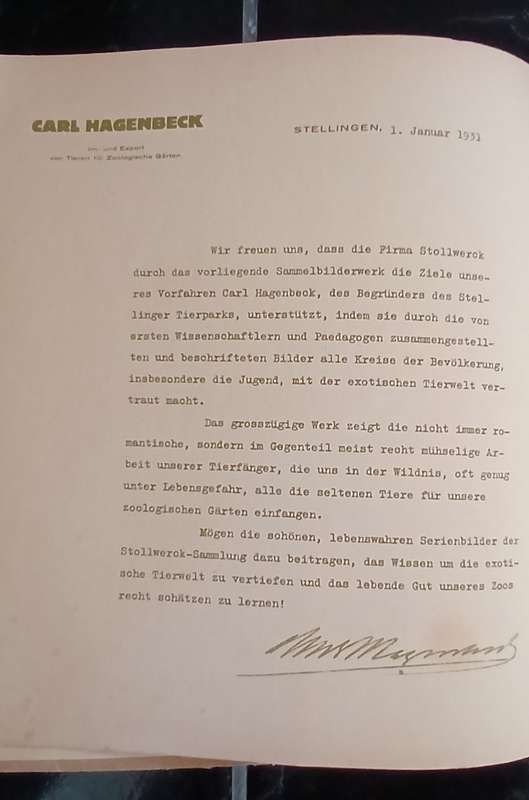 CARL HAGENBECK
Im- und Export
von Tieren für Zoologische Gärten
STELLINGEN, 1. Januar 1931
Wir freuen uns, dass die Firma Stollwerck
durch das vorliegende Sammelbilderwerk die Ziele unse-
res Vorfahren Carl Hagenbeck, des Begründers des Stel-
linger Tierparks, unterstützt, indem sie durch die von
ersten Wissenschaftlern und Paedagogen zusammengestell-
ten und beschrifteten Bilder alle Kreise der Bevölkerung,
insbesondere die Jugend, mit der exotischen Tierwelt ver-
traut macht.
Das grosszügige Werk zeigt die nicht immer ro-
mantische, sondern im Gegenteil meist recht mühselige Ar-
beit unserer Tierfänger, die uns in der Wildnis, oft genug
unter Lebensgefahr, alle die seltenen Tiere für unsere
zoologischen Gärten einfangen.
Mögen die schönen, lebenswahren Serienbilder der
Stollwerck-Sammlung dazu beitragen, das Wissen um die exoti-
sche Tierwelt zu vertiefen und das lebende Gut unseres Zoos
recht schätzen zu lernen!